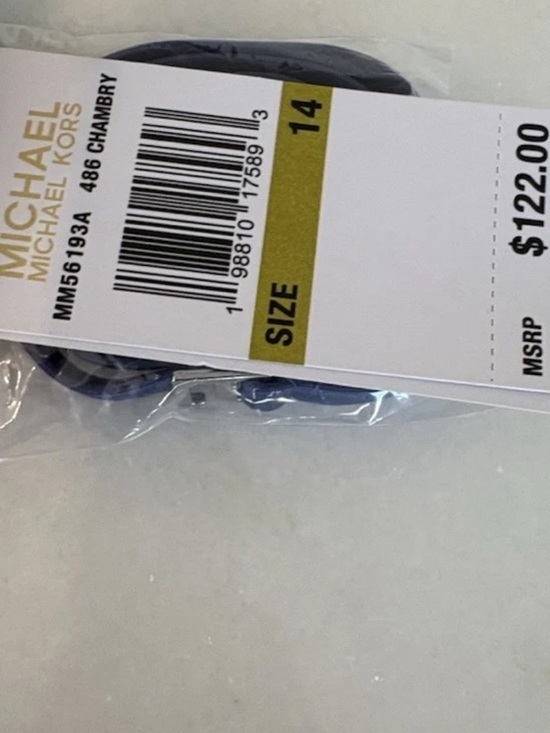 MICHAEL
MICHAEL KORS
MM56193A 486 CHAMBRY
1 98810 17589 3
SIZE 14
MSRP $122.00